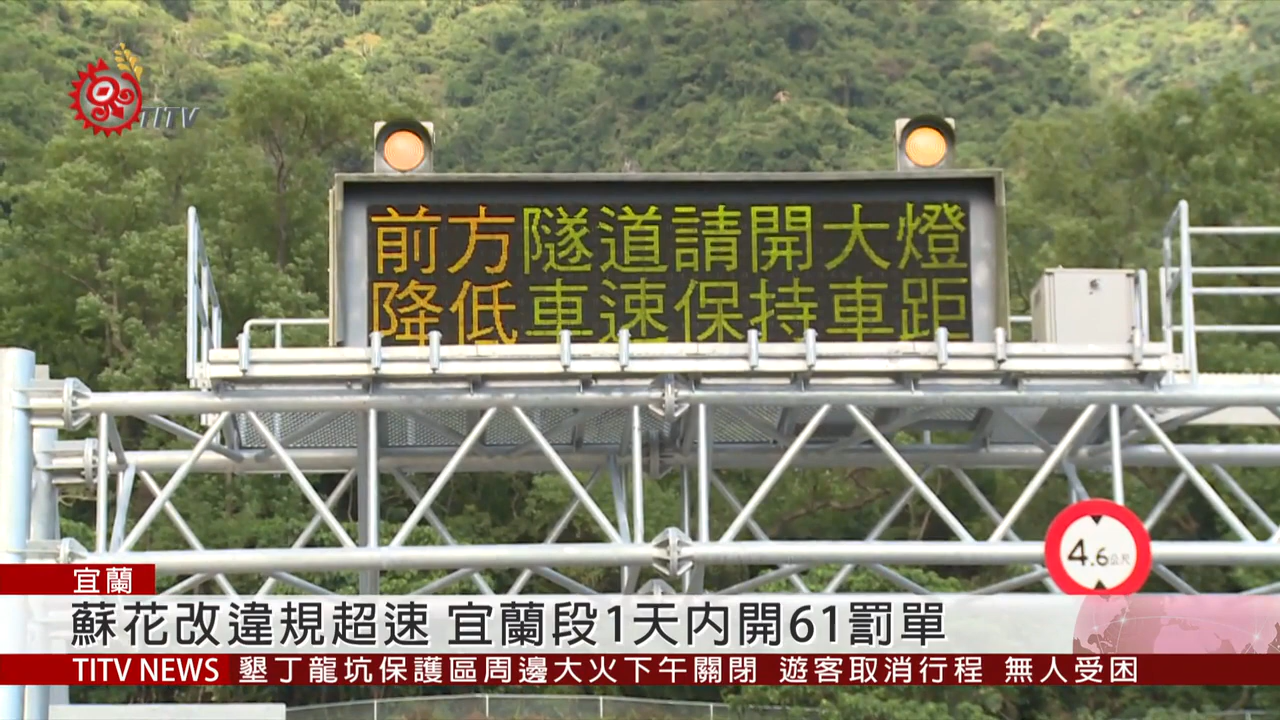 TITV
前方隧道請開大燈
降低車速保持車距
4.6公尺
宜蘭
蘇花改違規超速 宜蘭段1天內開61罰單
TITV NEWS 墾丁龍坑保護區周邊大火下午關閉 遊客取消行程 無人受困